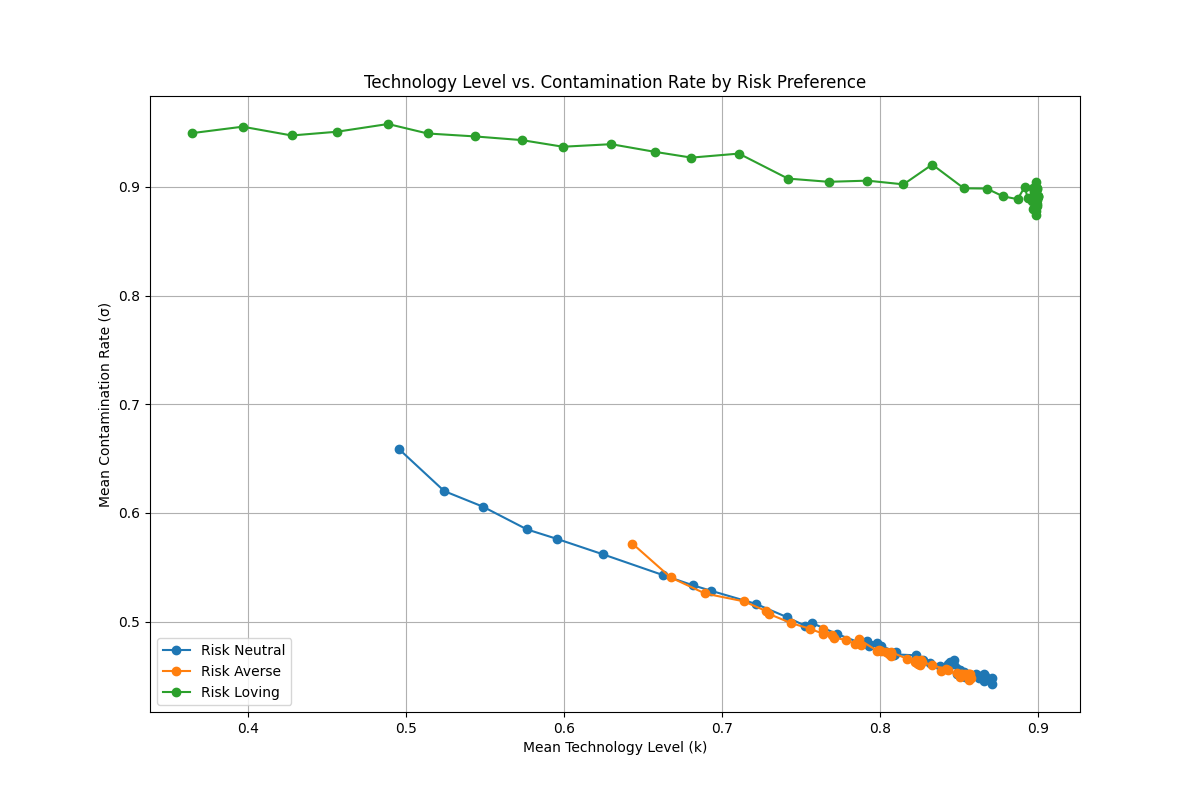 Technology Level vs. Contamination Rate by Risk Preference
Mean Contamination Rate (σ)
0.9
0.8
0.7
0.6
0.5
Risk Neutral
Risk Averse
Risk Loving
0.4 0.5 0.6 0.7 0.8 0.9
Mean Technology Level (k)